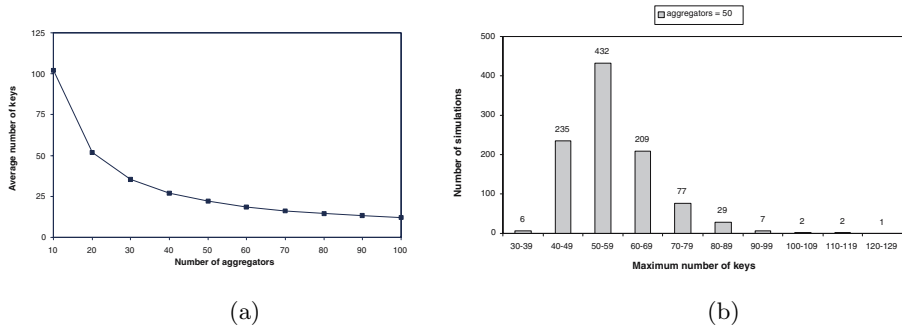 125
100
75
50
25
0
Average number of keys
10 20 30 40 50 60 70 80 90 100
Number of aggregators
(a)
aggregators = 50
500
400
300
200
100
0
Number of simulations
6 235 432 209 77 29 7 2 2 1
30-39 40-49 50-59 60-69 70-79 80-89 90-99 100-109 110-119 120-129
Maximum number of keys
(b)